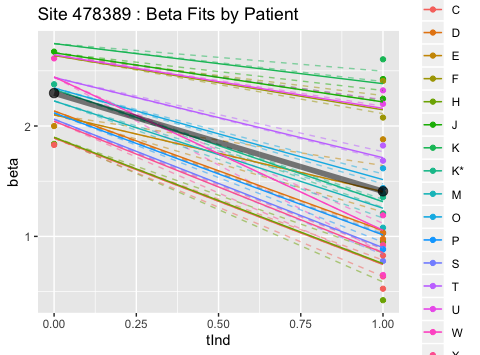 Site 478389 : Beta Fits by Patient
beta
2
1
0.00 0.25 0.50 0.75 1.00
tInd
C
D
E
F
H
J
K
K*
M
O
P
S
T
U
W